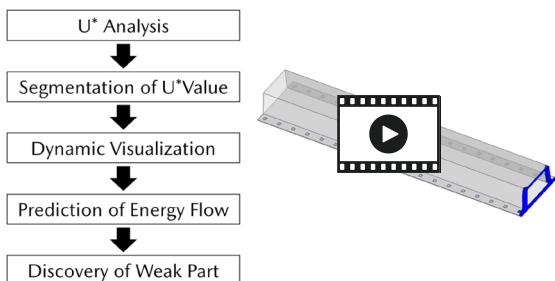 U* Analysis
Segmentation of U*Value
Dynamic Visualization
Prediction of Energy Flow
Discovery of Weak Part